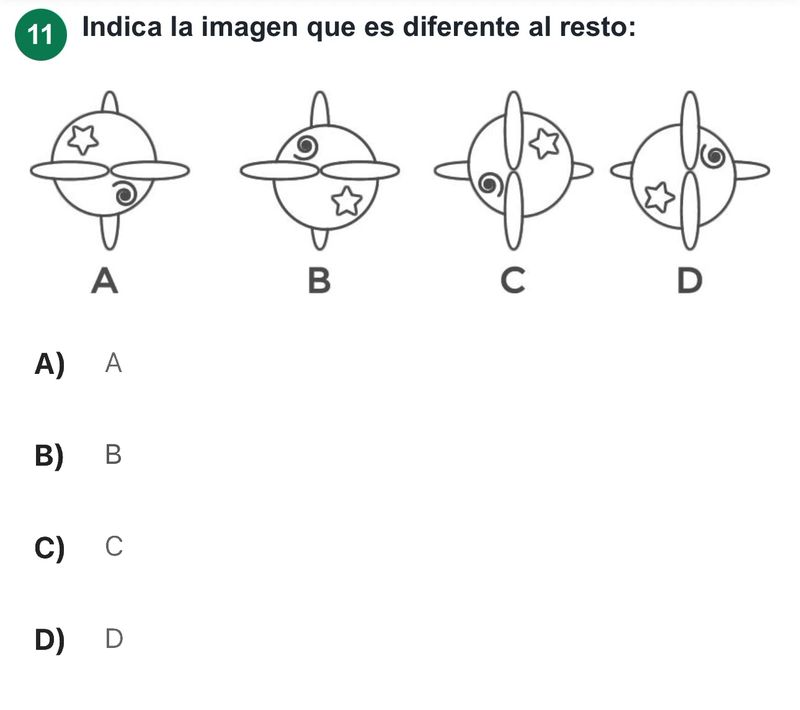 11 Indica la imagen que es diferente al resto:
A B C D
A) A
B) B
C) C
D) D